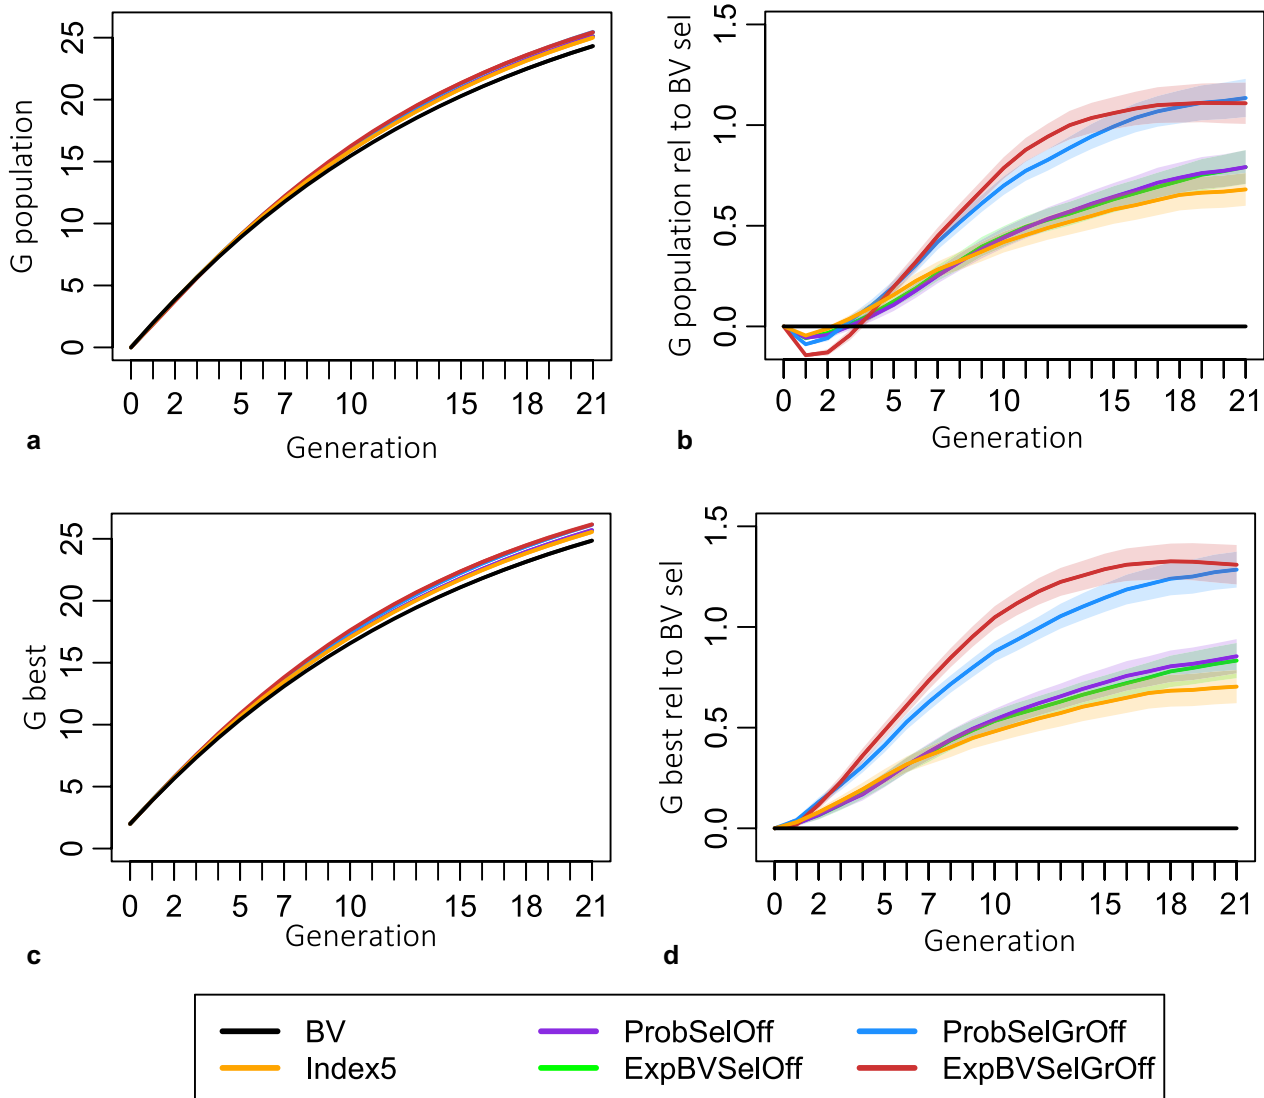 G population
25
20
15
10
5
0
0 2 5 7 10 15 18 21
Generation
a
G population rel to BV sel
1.5
1.0
0.5
0.0
0 2 5 7 10 15 18 21
Generation
b
G best
25
20
15
10
5
0
0 2 5 7 10 15 18 21
Generation
c
G best rel to BV sel
1.5
1.0
0.5
0.0
0 2 5 7 10 15 18 21
Generation
d
BV ProbSelOff ProbSelGrOff
Index5 ExpBVSelOff ExpBVSelGrOff